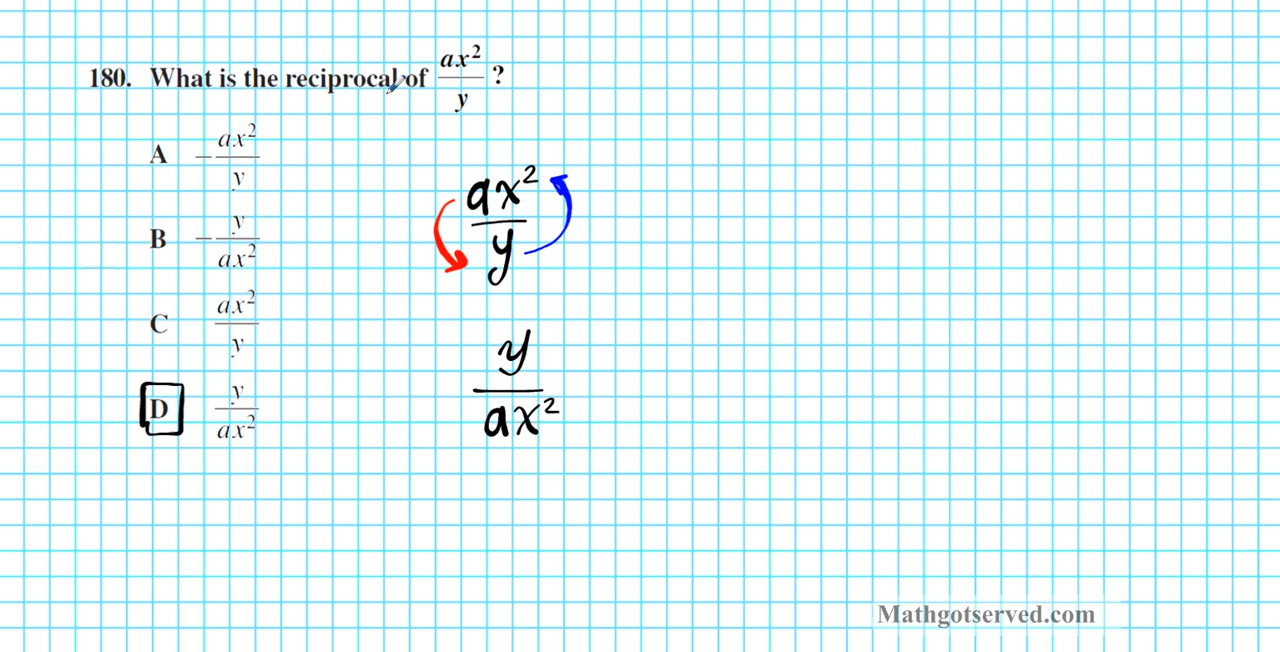 180. What is the reciprocal of ax²/y ?
A -ax²/y
B -y/ax²
C ax²/y
D y/ax²
ax²/y
y/ax²
Mathgotserved.com